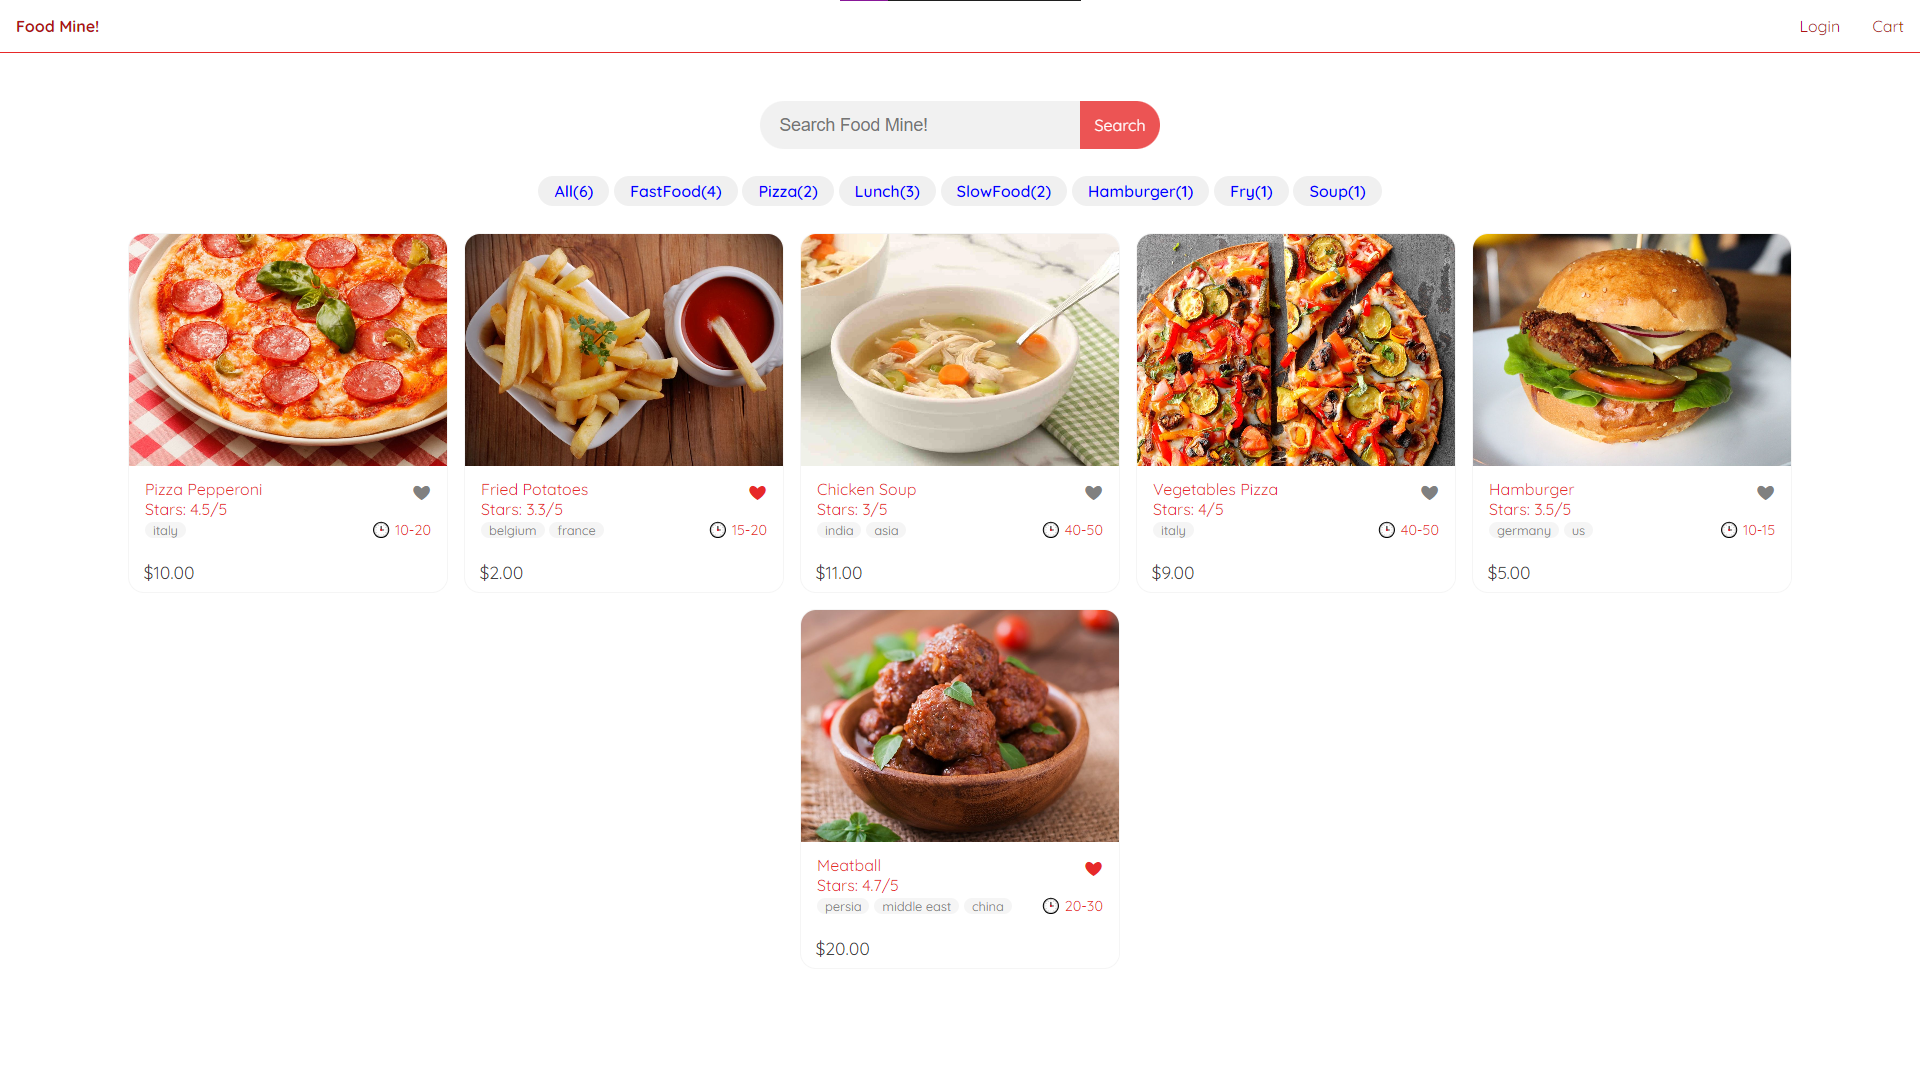 Food Mine!
Login
Cart
Search Food Mine!
Search
All(6)
FastFood(4)
Pizza(2)
Lunch(3)
SlowFood(2)
Hamburger(1)
Fry(1)
Soup(1)
Pizza Pepperoni
Stars: 4.5/5
italy
10-20
$10.00
Fried Potatoes
Stars: 3.3/5
belgium
france
15-20
$2.00
Chicken Soup
Stars: 3/5
india
asia
40-50
$11.00
Vegetables Pizza
Stars: 4/5
italy
40-50
$9.00
Hamburger
Stars: 3.5/5
germany
us
10-15
$5.00
Meatball
Stars: 4.7/5
persia
middle east
china
20-30
$20.00